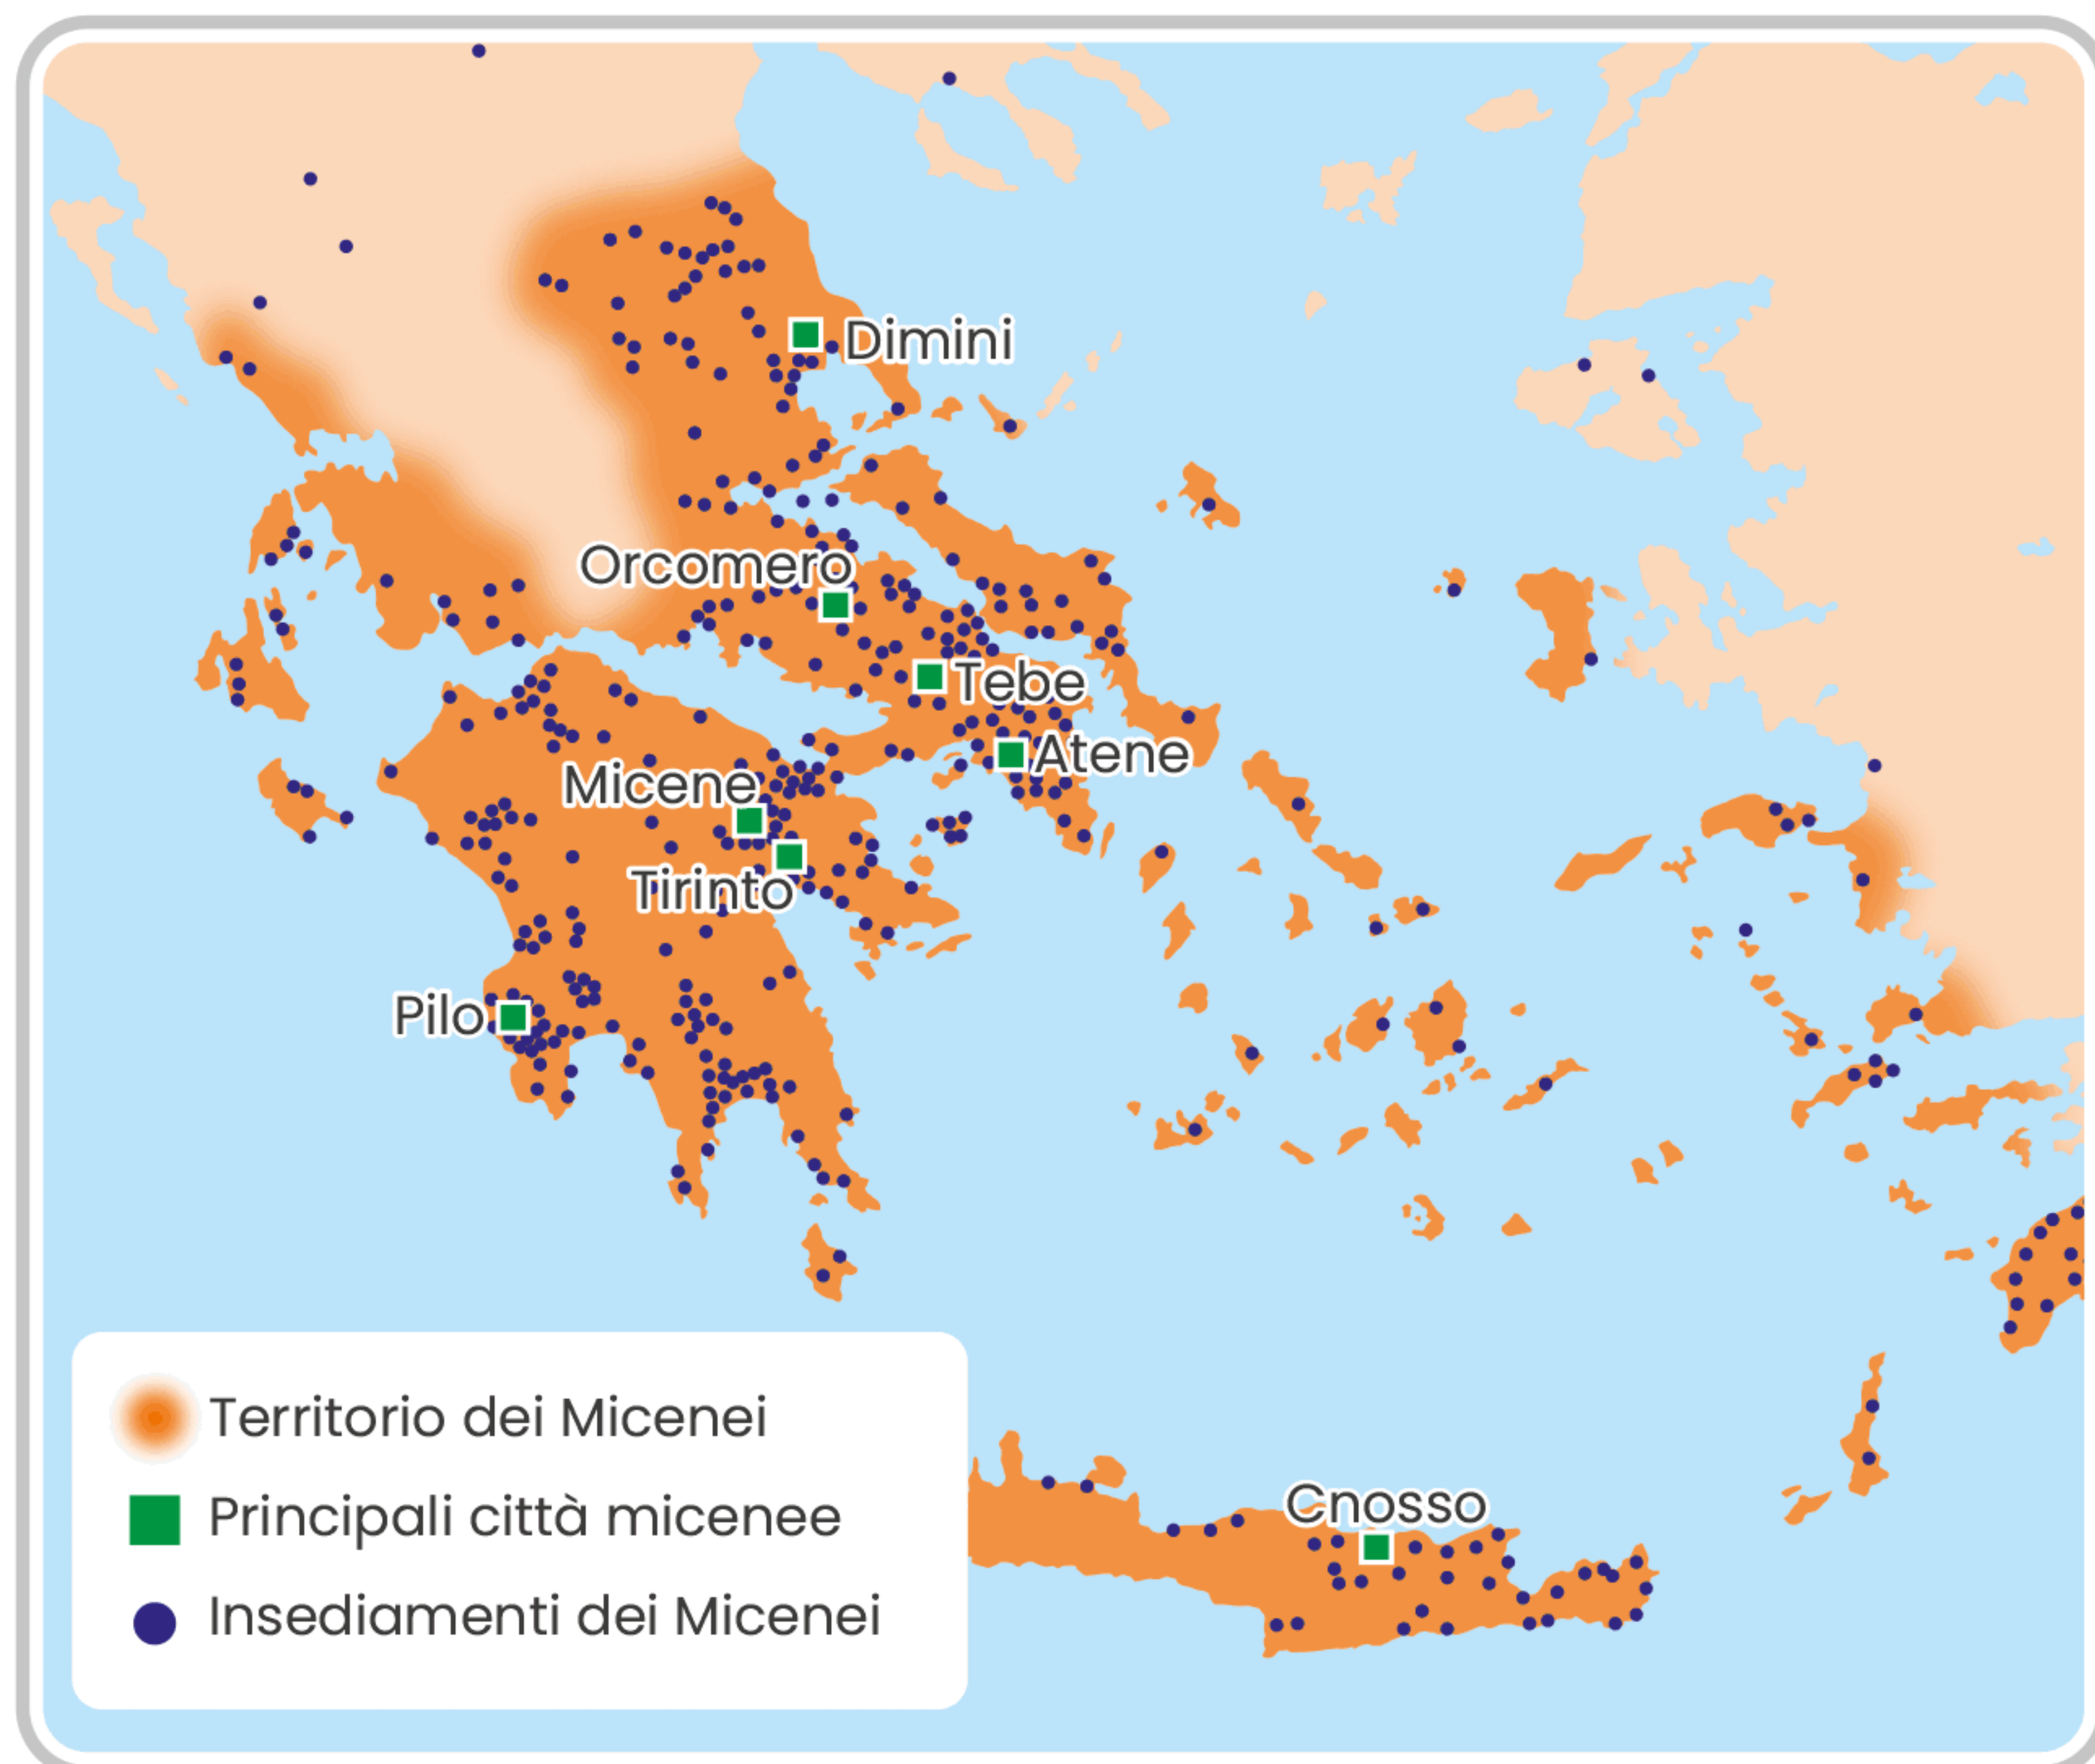 Dimini
Orcomero
Tebe
Atene
Micene
Tirinto
Pilo
Territorio dei Micenei
Principali città micenee
Insediamenti dei Micenei
Cnosso